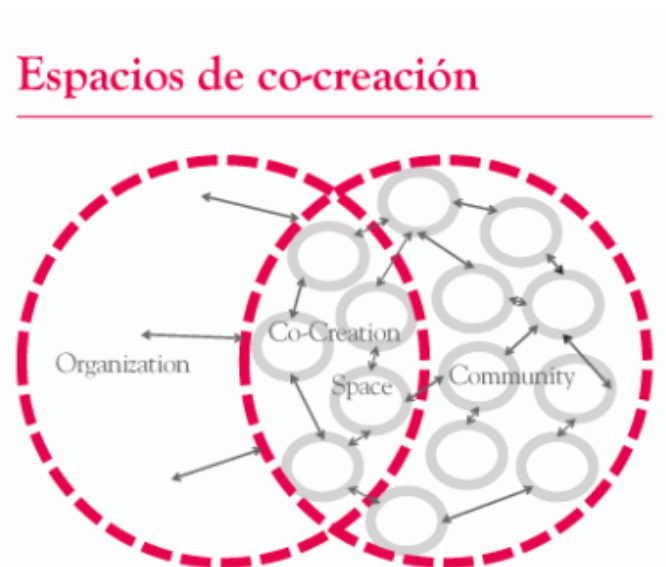 Espacios de co-creación
Co-Creation
Organization
Space
Community